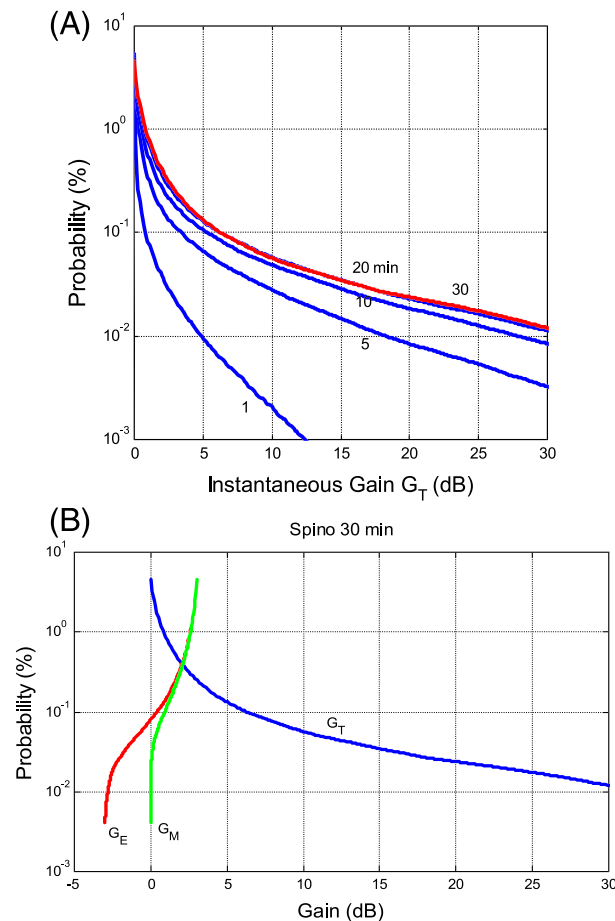 (A)
10^1
10^0
10^-1
10^-2
10^-3
Probability (%)
20 min
30
10
5
1
0 5 10 15 20 25 30
Instantaneous Gain G_T (dB)
(B)
Spino 30 min
10^1
10^0
10^-1
10^-2
10^-3
Probability (%)
G_T
G_E
G_M
-5 0 5 10 15 20 25 30
Gain (dB)